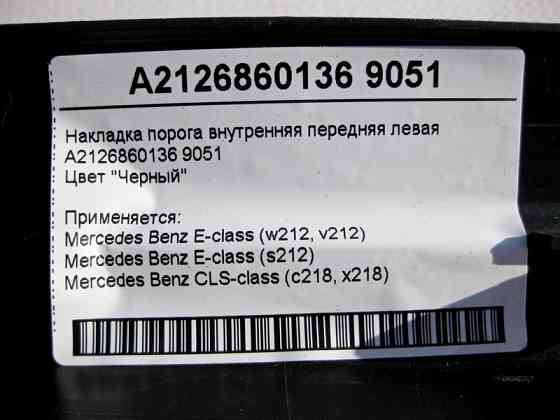 A2126860136 9051
Накладка порога внутренняя передняя левая
A2126860136 9051
Цвет "Черный"
Применяется:
Mercedes Benz E-class (w212, v212)
Mercedes Benz E-class (s212)
Mercedes Benz CLS-class (c218, x218)